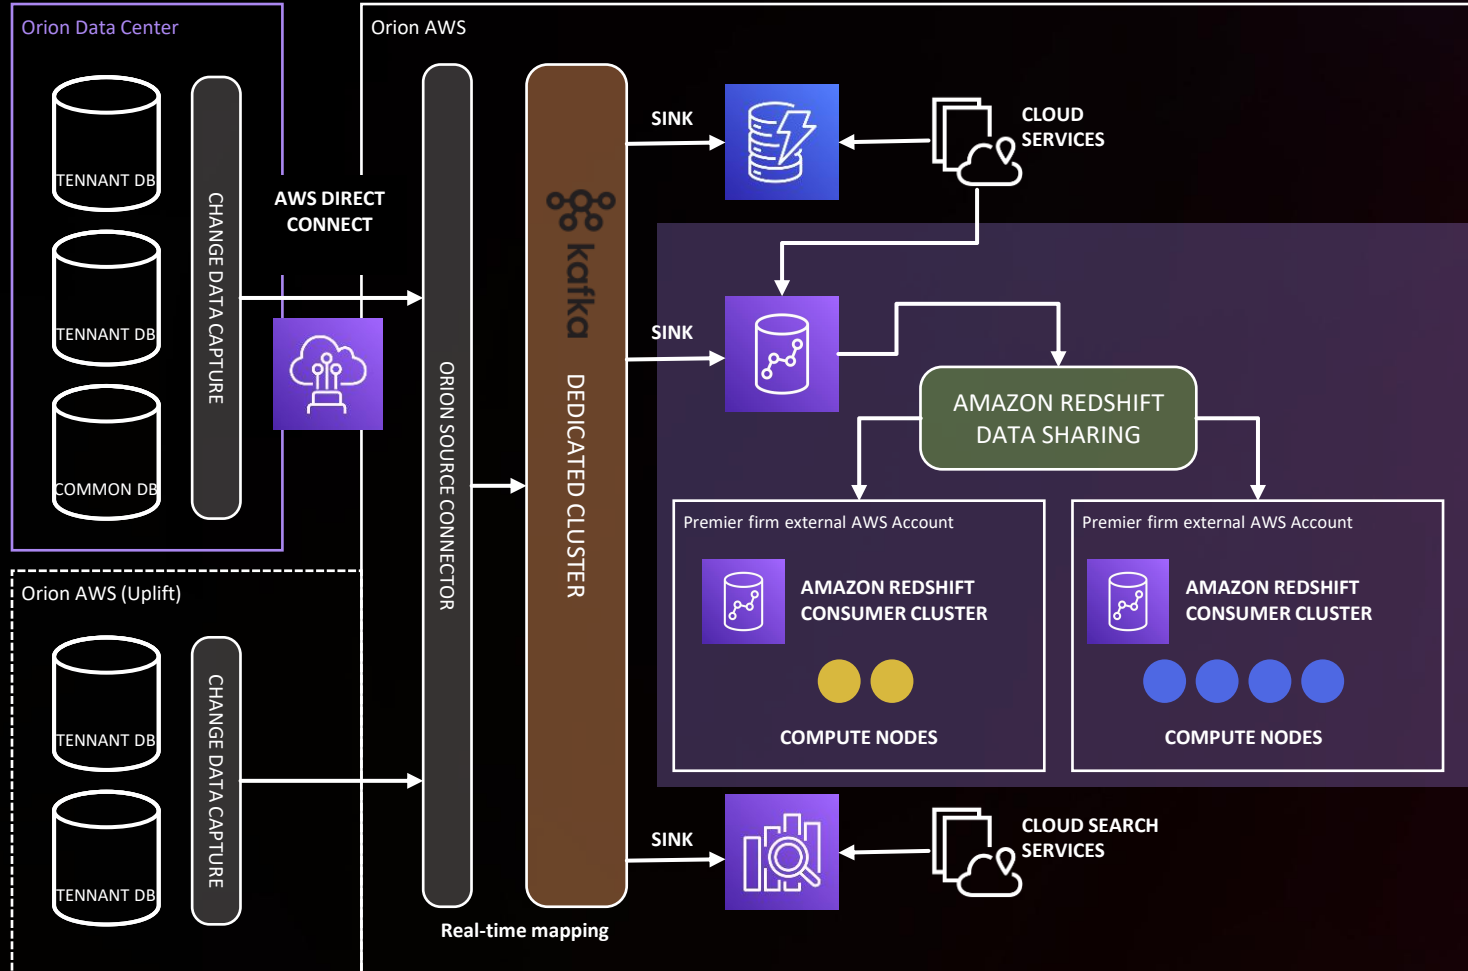 Orion Data Center
TENNANT DB
TENNANT DB
COMMON DB
CHANGE DATA CAPTURE
AWS DIRECT
CONNECT
Orion AWS (Uplift)
TENNANT DB
TENNANT DB
CHANGE DATA CAPTURE
Orion AWS
ORION SOURCE CONNECTOR
kafka
DEDICATED CLUSTER
Real-time mapping
SINK
CLOUD
SERVICES
SINK
AMAZON REDSHIFT
DATA SHARING
Premier firm external AWS Account
AMAZON REDSHIFT
CONSUMER CLUSTER
COMPUTE NODES
Premier firm external AWS Account
AMAZON REDSHIFT
CONSUMER CLUSTER
COMPUTE NODES
SINK
CLOUD SEARCH
SERVICES